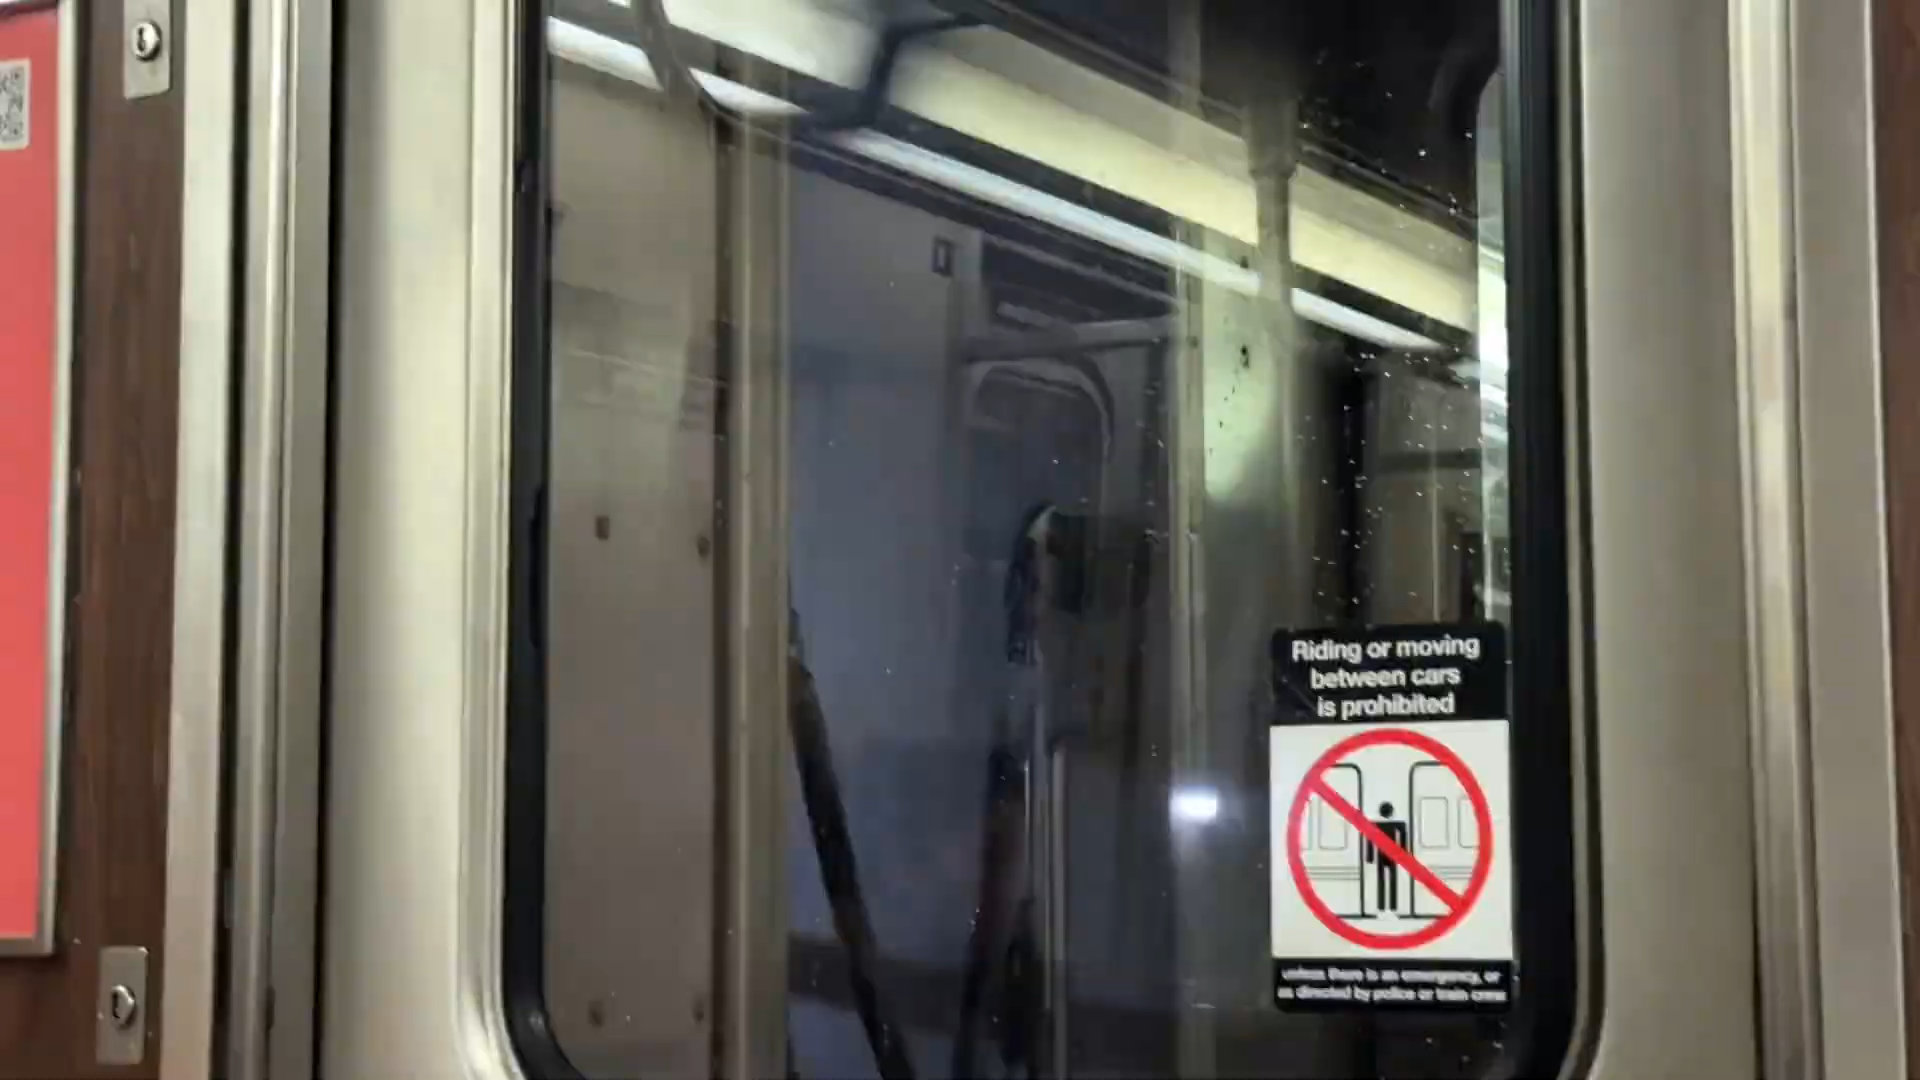 Riding or moving
between cars
is prohibited
unless there is an emergency, or
as directed by police or train crew